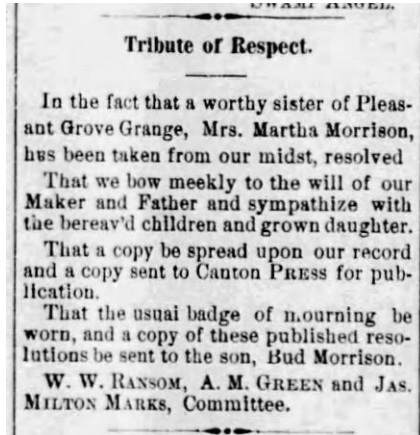 SWAMP ANGEL.
Tribute of Respect.
In the fact that a worthy sister of Pleas-
ant Grove Grange, Mrs. Martha Morrison,
has been taken from our midst, resolved
That we bow meekly to the will of our
Maker and Father and sympathize with
the bereav'd children and grown daughter.
That a copy be spread upon our record
and a copy sent to Canton PRESS for pub-
lication.
That the usual badge of mourning be
worn, and a copy of these published reso-
lutions be sent to the son, Bud Morrison.
W. W. RANSOM, A. M. GREEN and JAS.
MILTON MARKS, Committee.